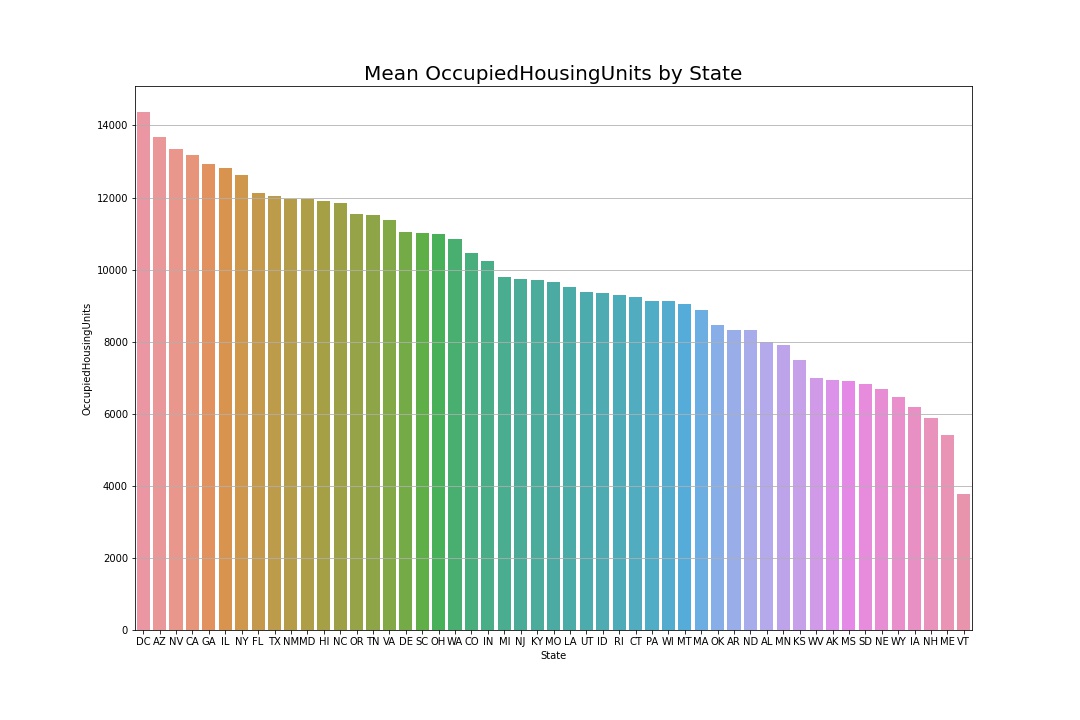 Mean OccupiedHousingUnits by State
14000
12000
10000
8000
6000
4000
2000
0
OccupiedHousingUnits
DC AZ NV CA GA IL NY FL TX NM MD HI NC OR TN VA DE SC OH WA CO IN MI NJ KY MO LA UT ID RI CT PA WI MT MA OK AR ND AL MN KS WV AK MS SD NE WY IA NH ME VT
State